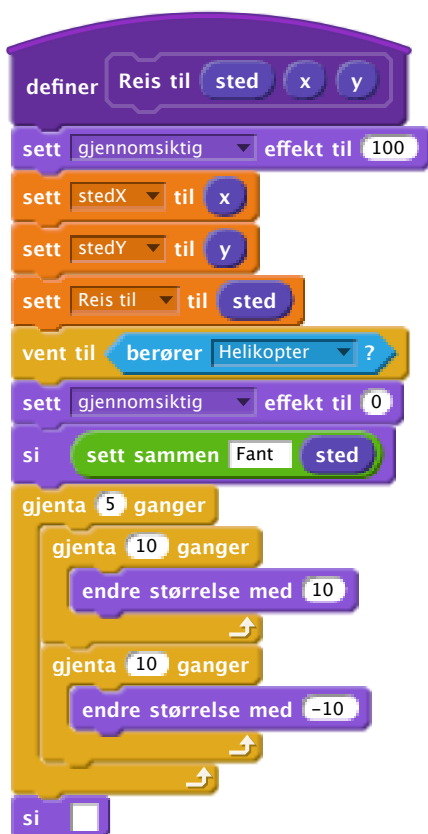 definer Reis til sted x y
sett gjennomsiktig effekt til 100
sett stedX til x
sett stedY til y
sett Reis til til sted
vent til berører Helikopter ?
sett gjennomsiktig effekt til 0
si sett sammen Fant sted
gjenta 5 ganger
gjenta 10 ganger
endre størrelse med 10
gjenta 10 ganger
endre størrelse med -10
si